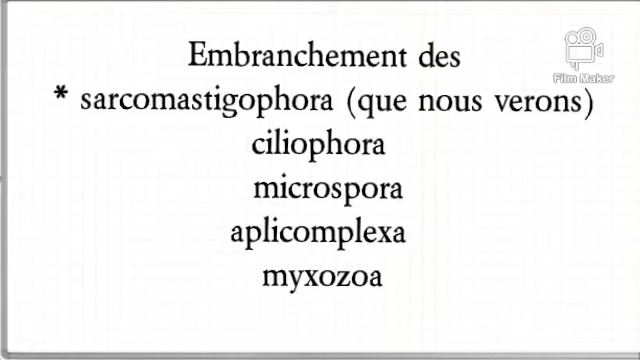 Embranchement des
* sarcomastigophora (que nous verons)
ciliophora
microspora
aplicomplexa
myxozoa
Film Maker